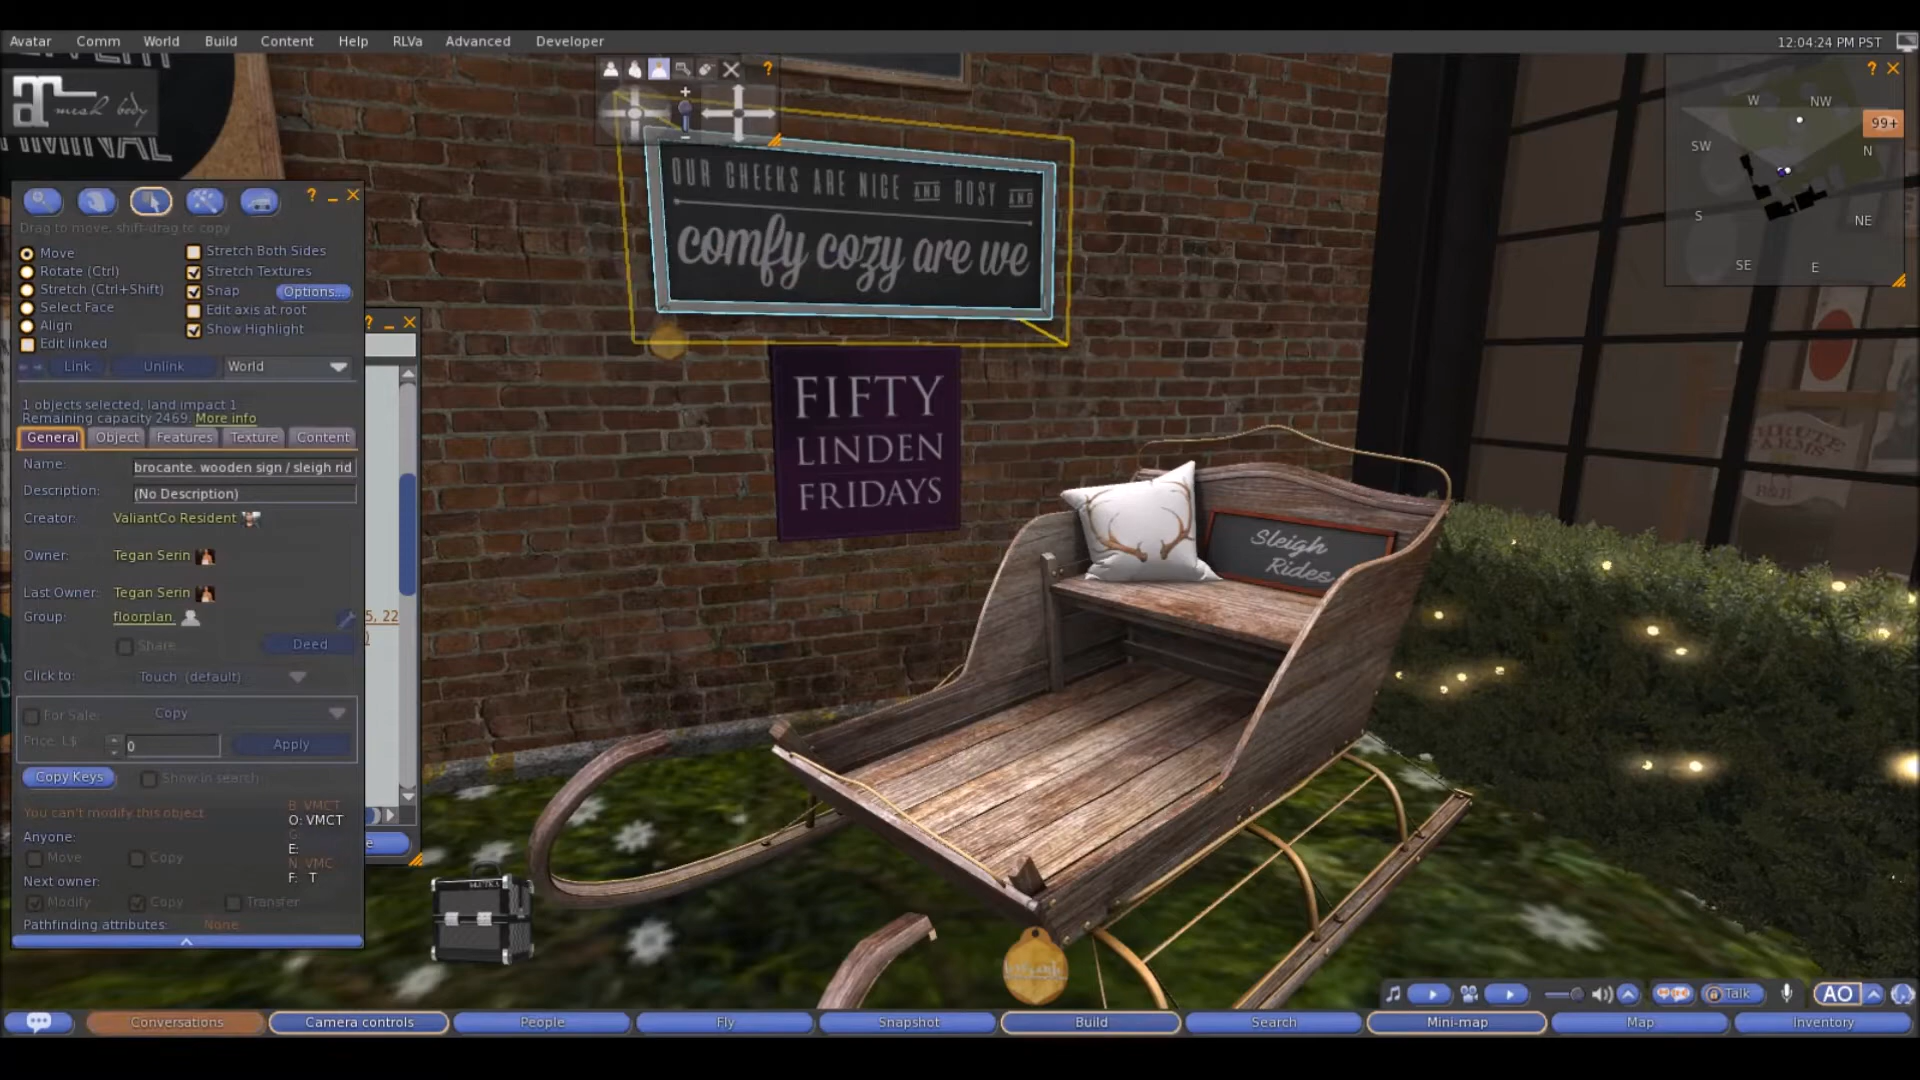 Avatar Comm World Build Content Help RLVa Advanced Developer
12:04:24 PM PST
mesh body
?
W NW
99+
SW N
S NE
SE E
OUR CHEEKS ARE NICE AND ROSY AND
comfy cozy are we
FIFTY
LINDEN
FRIDAYS
Sleigh
Rides
Drag to move, shift-drag to copy
Move
Rotate (Ctrl)
Stretch (Ctrl+Shift)
Select Face
Align
Edit linked
Stretch Both Sides
Stretch Textures
Snap Options...
Edit axis at root
Show Highlight
Link Unlink World
1 objects selected, land impact 1
Remaining capacity 2469. More info
General Object Features Texture Content
Name: brocante. wooden sign / sleigh rid
Description: (No Description)
Creator: ValiantCo Resident
Owner: Tegan Serin
Last Owner: Tegan Serin
Group: floorplan.
Share Deed
Click to: Touch (default)
For Sale: Copy
Price: L$ 0 Apply
Copy Keys Show in search
You can't modify this object
B: VMCT
O: VMCT
G:
E:
N: VMC
F: T
Anyone:
Move Copy
Next owner:
Modify Copy Transfer
Pathfinding attributes: None
5, 22
Talk
AO
Conversations Camera controls People Fly Snapshot Build Search Mini-map Map Inventory